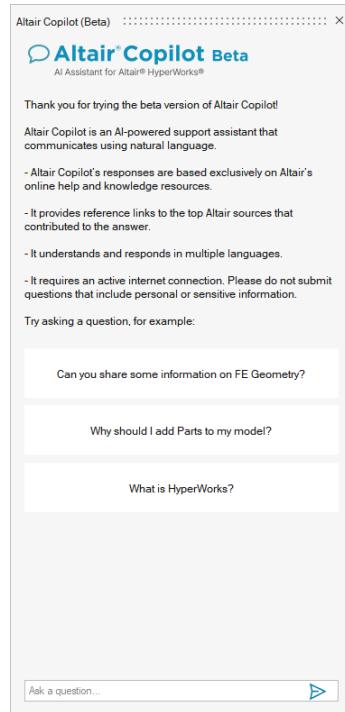 Altair Copilot (Beta)
Altair® Copilot Beta
AI Assistant for Altair® HyperWorks®
Thank you for trying the beta version of Altair Copilot!
Altair Copilot is an AI-powered support assistant that
communicates using natural language.
- Altair Copilot's responses are based exclusively on Altair's
online help and knowledge resources.
- It provides reference links to the top Altair sources that
contributed to the answer.
- It understands and responds in multiple languages.
- It requires an active internet connection. Please do not submit
questions that include personal or sensitive information.
Try asking a question, for example:
Can you share some information on FE Geometry?
Why should I add Parts to my model?
What is HyperWorks?
Ask a question...